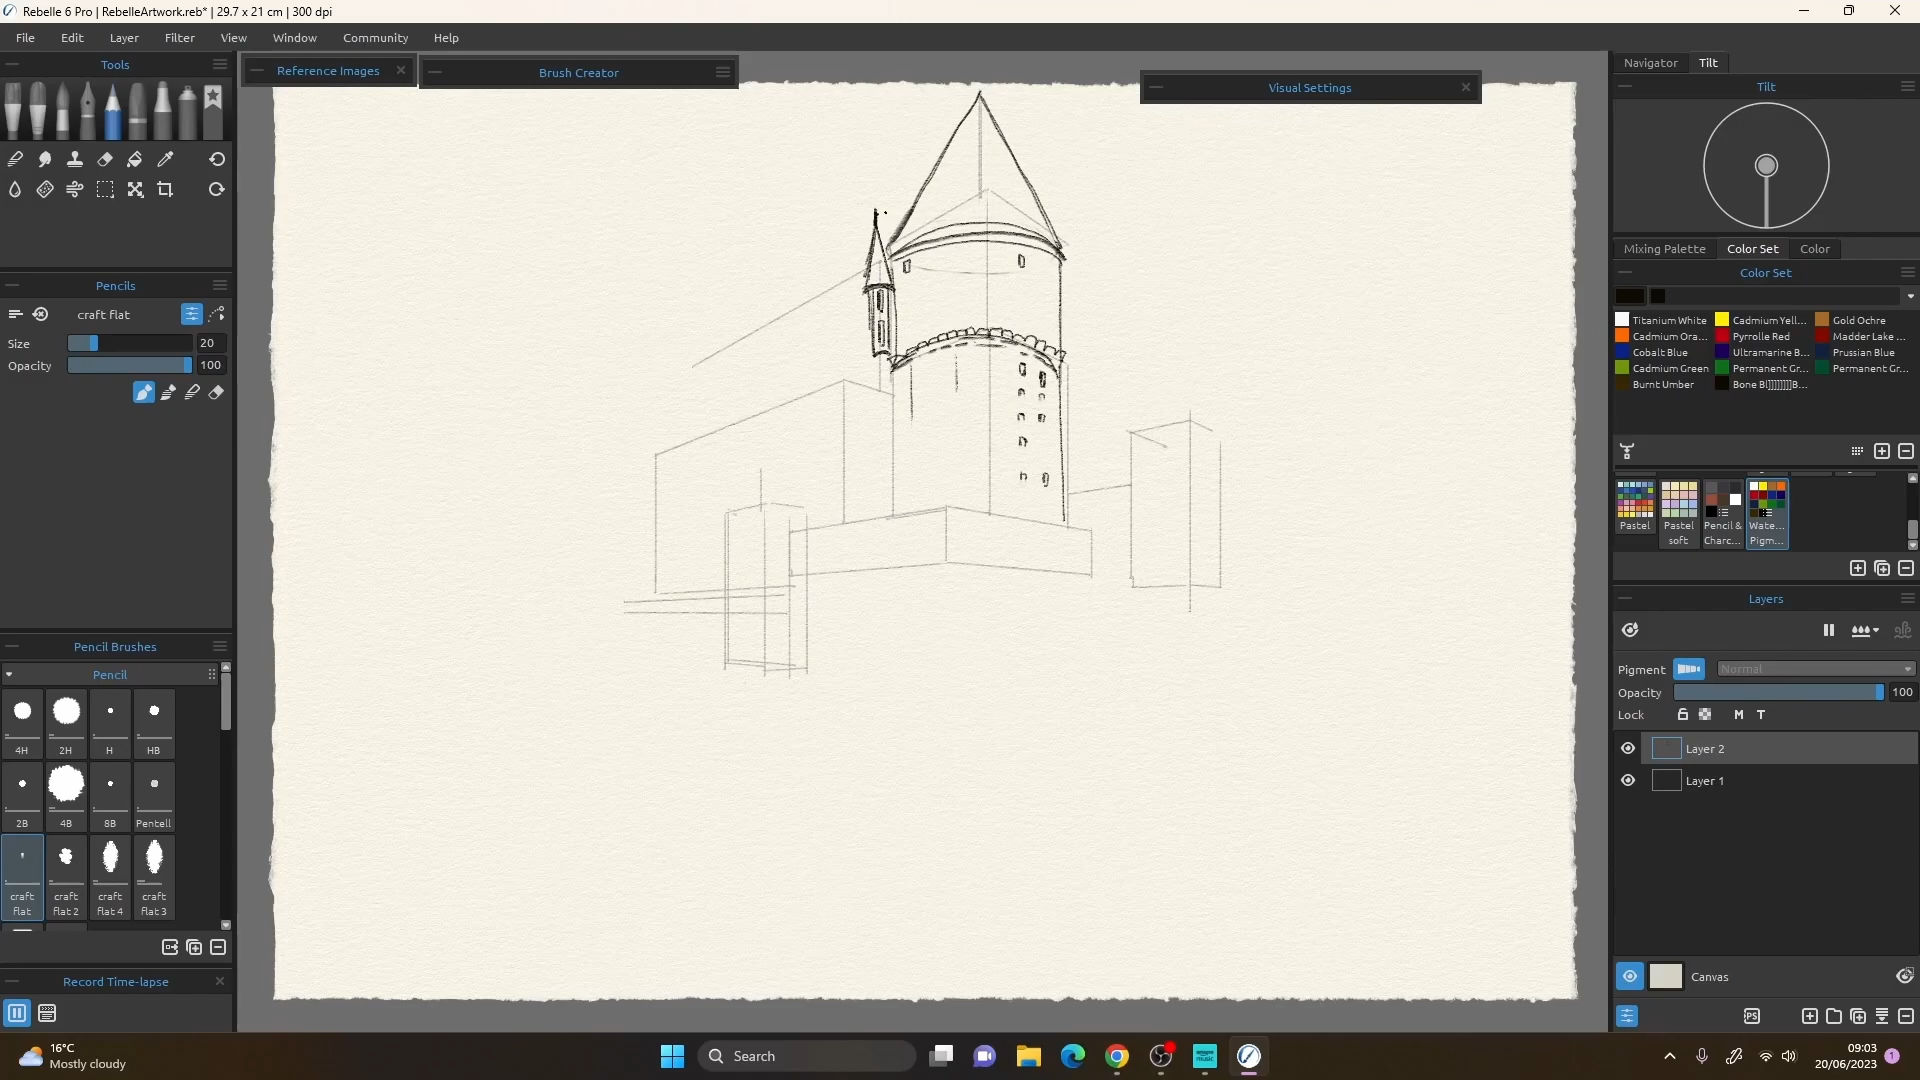 Rebelle 6 Pro | RebelleArtwork.reb* | 29.7 x 21 cm | 300 dpi
File Edit Layer Filter View Window Community Help
Tools
Reference Images
Brush Creator
Visual Settings
Navigator Tilt
Tilt
Mixing Palette Color Set Color
Color Set
Titanium White Cadmium Yell... Gold Ochre
Cadmium Ora... Pyrrolle Red Madder Lake ...
Cobalt Blue Ultramarine B... Prussian Blue
Cadmium Green Permanent Gr... Permanent Gr...
Burnt Umber Bone Bl]]]]]]]]B...
Pencils
craft flat
Size 20
Opacity 100
Pastel Pastel soft Pencil & Charc... Wate... Pigm...
Layers
Pigment Normal
Opacity 100
Lock M T
Layer 2
Layer 1
Canvas
PS
Pencil Brushes
Pencil
4H 2H H HB
2B 4B 8B Pentell
craft flat craft flat 2 craft flat 4 craft flat 3
Record Time-lapse
16°C
Mostly cloudy
Search
amazon music
09:03
20/06/2023
1